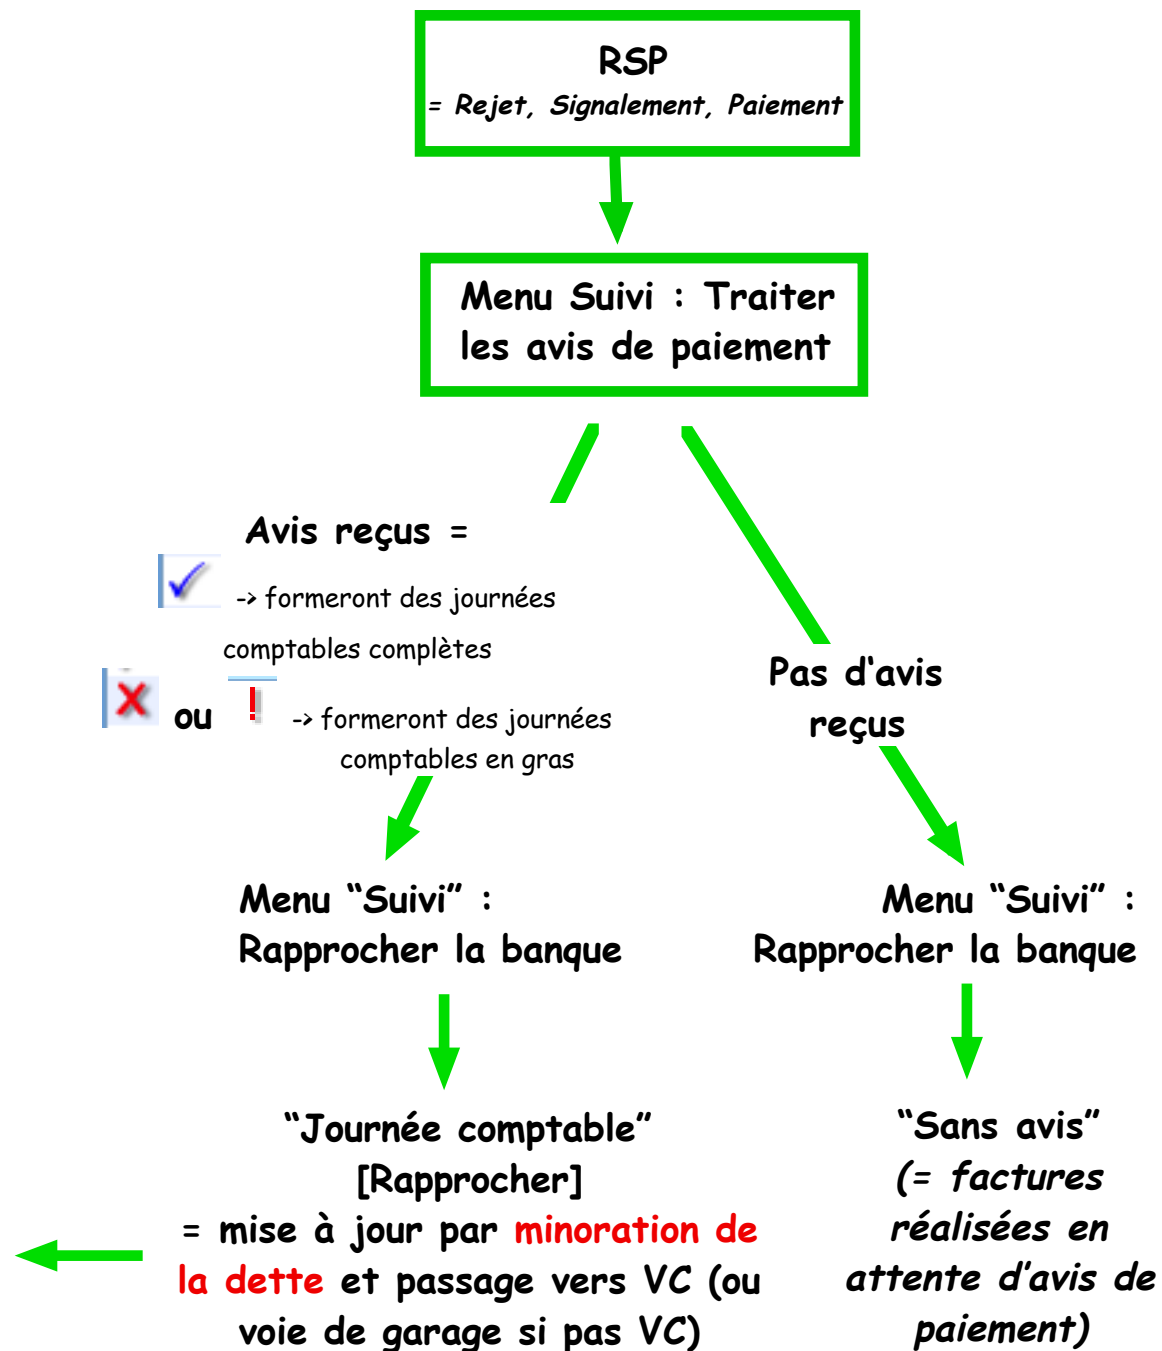 RSP
= Rejet, Signalement, Paiement
Menu Suivi : Traiter
les avis de paiement
Avis reçus =
-> formeront des journées
comptables complètes
ou ! -> formeront des journées
comptables en gras
Pas d'avis
reçus
Menu “Suivi” :
Rapprocher la banque
Menu “Suivi” :
Rapprocher la banque
“Journée comptable”
[Rapprocher]
= mise à jour par minoration de
la dette et passage vers VC (ou
voie de garage si pas VC)
“Sans avis”
(= factures
réalisées en
attente d’avis de
paiement)